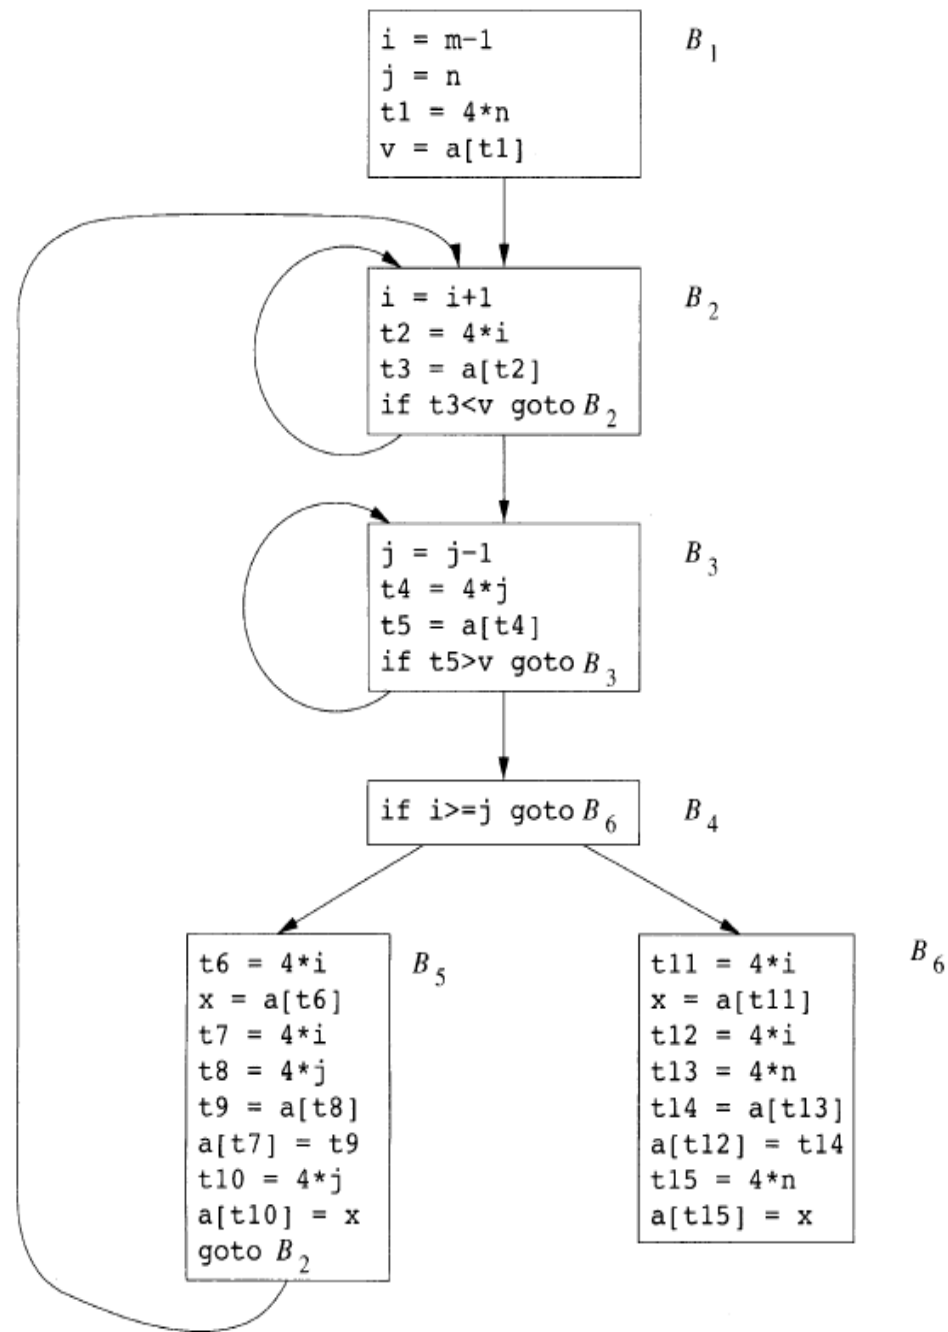 i = m-1
j = n
t1 = 4*n
v = a[t1]
B1
i = i+1
t2 = 4*i
t3 = a[t2]
if t3<v goto B2
B2
j = j-1
t4 = 4*j
t5 = a[t4]
if t5>v goto B3
B3
if i>=j goto B6
B4
t6 = 4*i
x = a[t6]
t7 = 4*i
t8 = 4*j
t9 = a[t8]
a[t7] = t9
t10 = 4*j
a[t10] = x
goto B2
B5
t11 = 4*i
x = a[t11]
t12 = 4*i
t13 = 4*n
t14 = a[t13]
a[t12] = t14
t15 = 4*n
a[t15] = x
B6